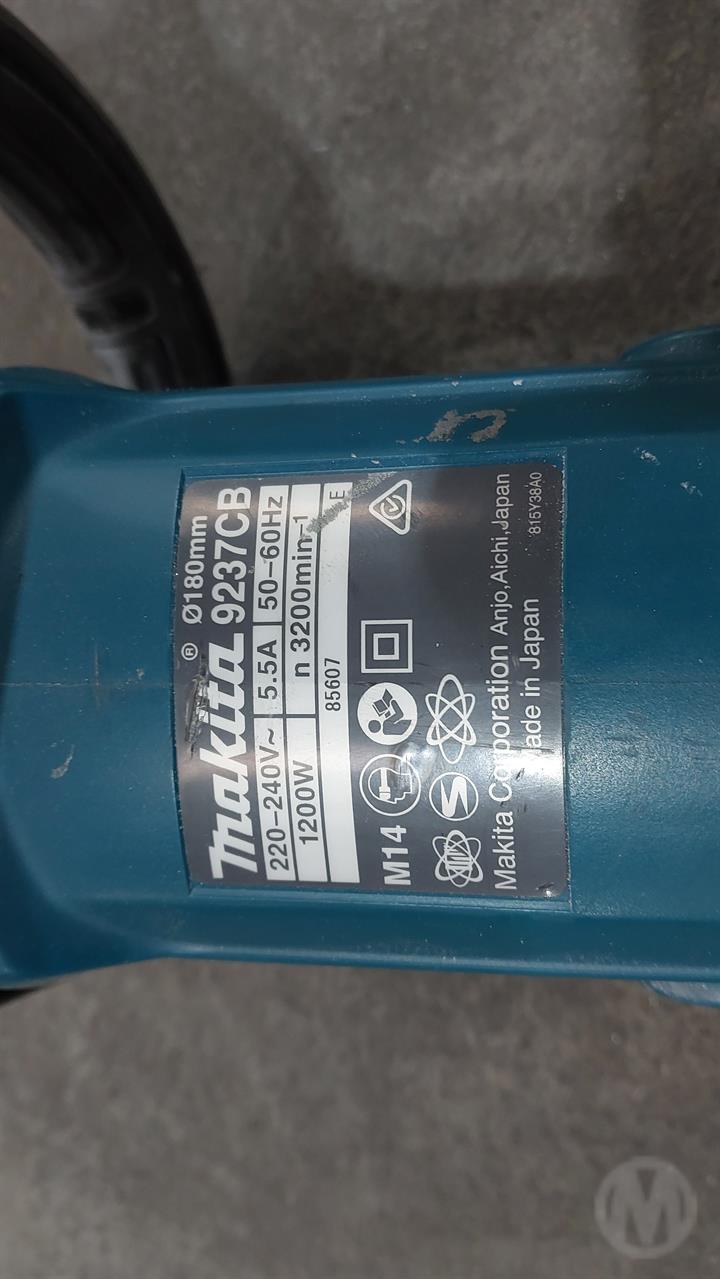 makita® Ø180mm
9237CB
220–240V~ 5.5A 50–60Hz
1200W n 3200min-1
85607 E
M14
Makita Corporation Anjo,Aichi,Japan
Made in Japan 815Y38A0
M